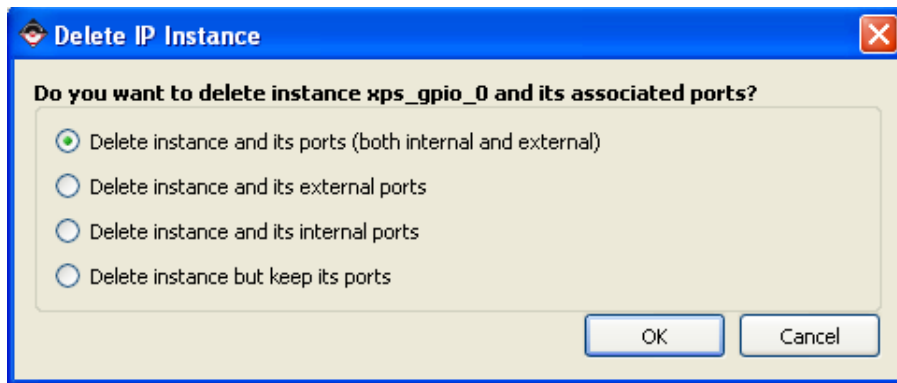 Delete IP Instance
Do you want to delete instance xps_gpio_0 and its associated ports?
Delete instance and its ports (both internal and external)
Delete instance and its external ports
Delete instance and its internal ports
Delete instance but keep its ports
OK
Cancel